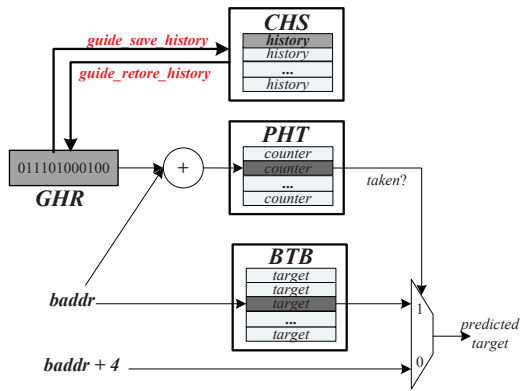 CHS
guide_save_history
history
history
guide_retore_history
...
history
PHT
011101000100
+
counter
counter
...
counter
GHR
taken?
BTB
target
target
baddr
target
1
...
target
predicted
target
baddr + 4
0